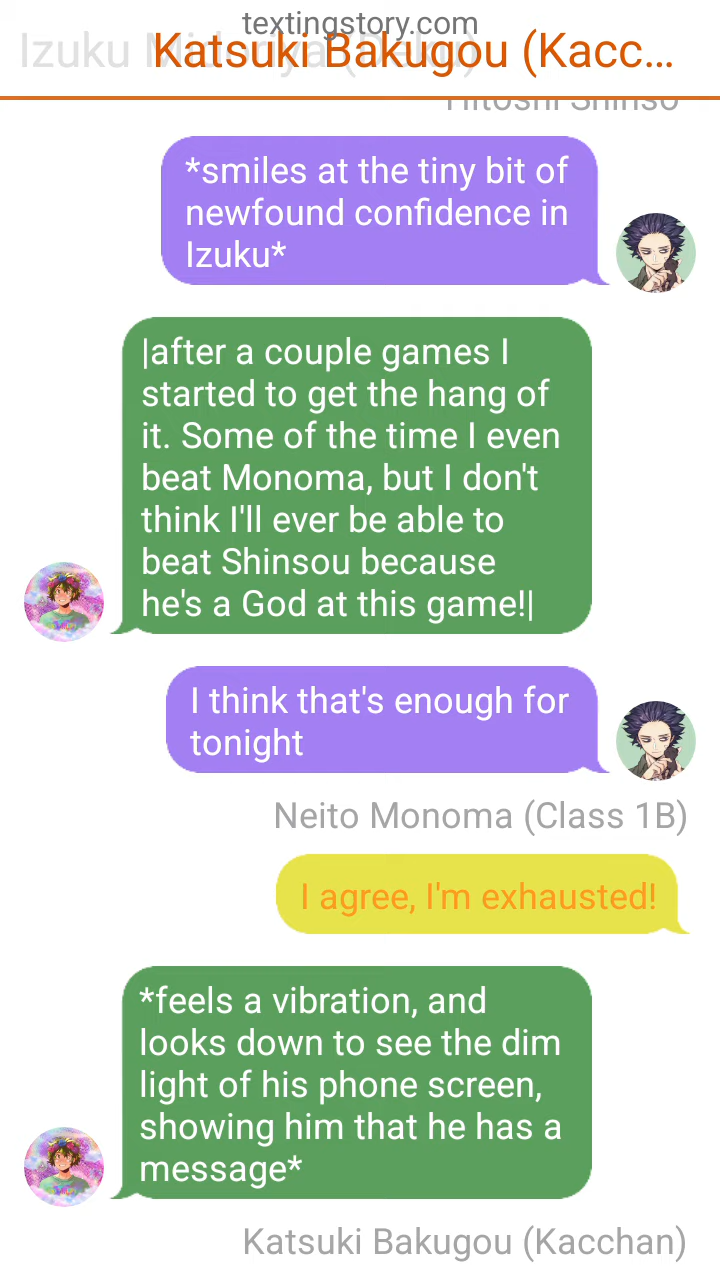 textingstory.com
Izuku Midoriya (Deku)
Katsuki Bakugou (Kacc...
Hitoshi Shinso
*smiles at the tiny bit of
newfound confidence in
Izuku*
|after a couple games I
started to get the hang of
it. Some of the time I even
beat Monoma, but I don't
think I'll ever be able to
beat Shinsou because
he's a God at this game!|
I think that's enough for
tonight
Neito Monoma (Class 1B)
I agree, I'm exhausted!
*feels a vibration, and
looks down to see the dim
light of his phone screen,
showing him that he has a
message*
Katsuki Bakugou (Kacchan)